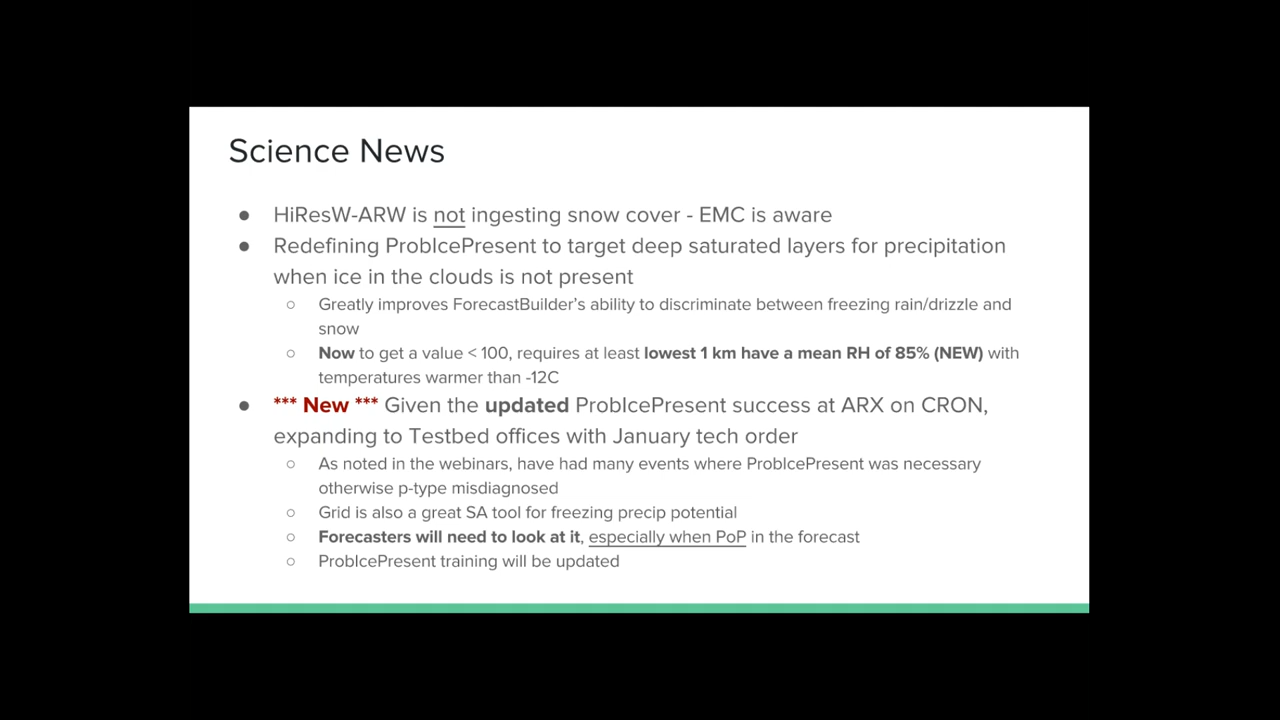 Science News
● HiResW-ARW is not ingesting snow cover - EMC is aware
● Redefining ProbIcePresent to target deep saturated layers for precipitation
when ice in the clouds is not present
○ Greatly improves ForecastBuilder's ability to discriminate between freezing rain/drizzle and
snow
○ Now to get a value < 100, requires at least lowest 1 km have a mean RH of 85% (NEW) with
temperatures warmer than -12C
● *** New *** Given the updated ProbIcePresent success at ARX on CRON,
expanding to Testbed offices with January tech order
○ As noted in the webinars, have had many events where ProbIcePresent was necessary
otherwise p-type misdiagnosed
○ Grid is also a great SA tool for freezing precip potential
○ Forecasters will need to look at it, especially when PoP in the forecast
○ ProbIcePresent training will be updated